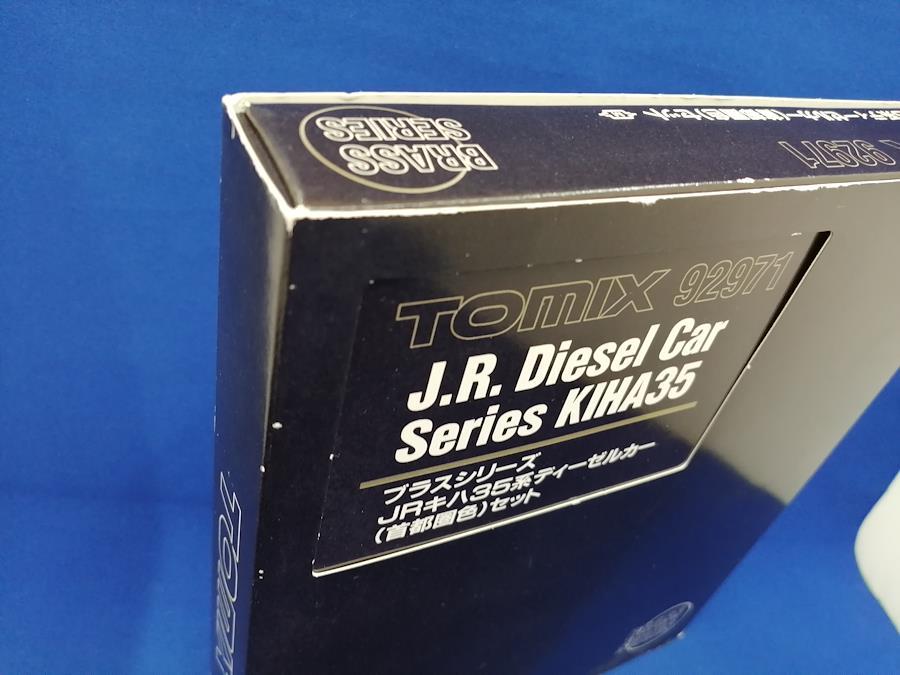 BRASS
SERIES
92971
TOMIX 92971
J.R. Diesel Car
Series KIHA35
ブラスシリーズ
JRキハ35系ディーゼルカー
(首都圏色)セット
TOMIX